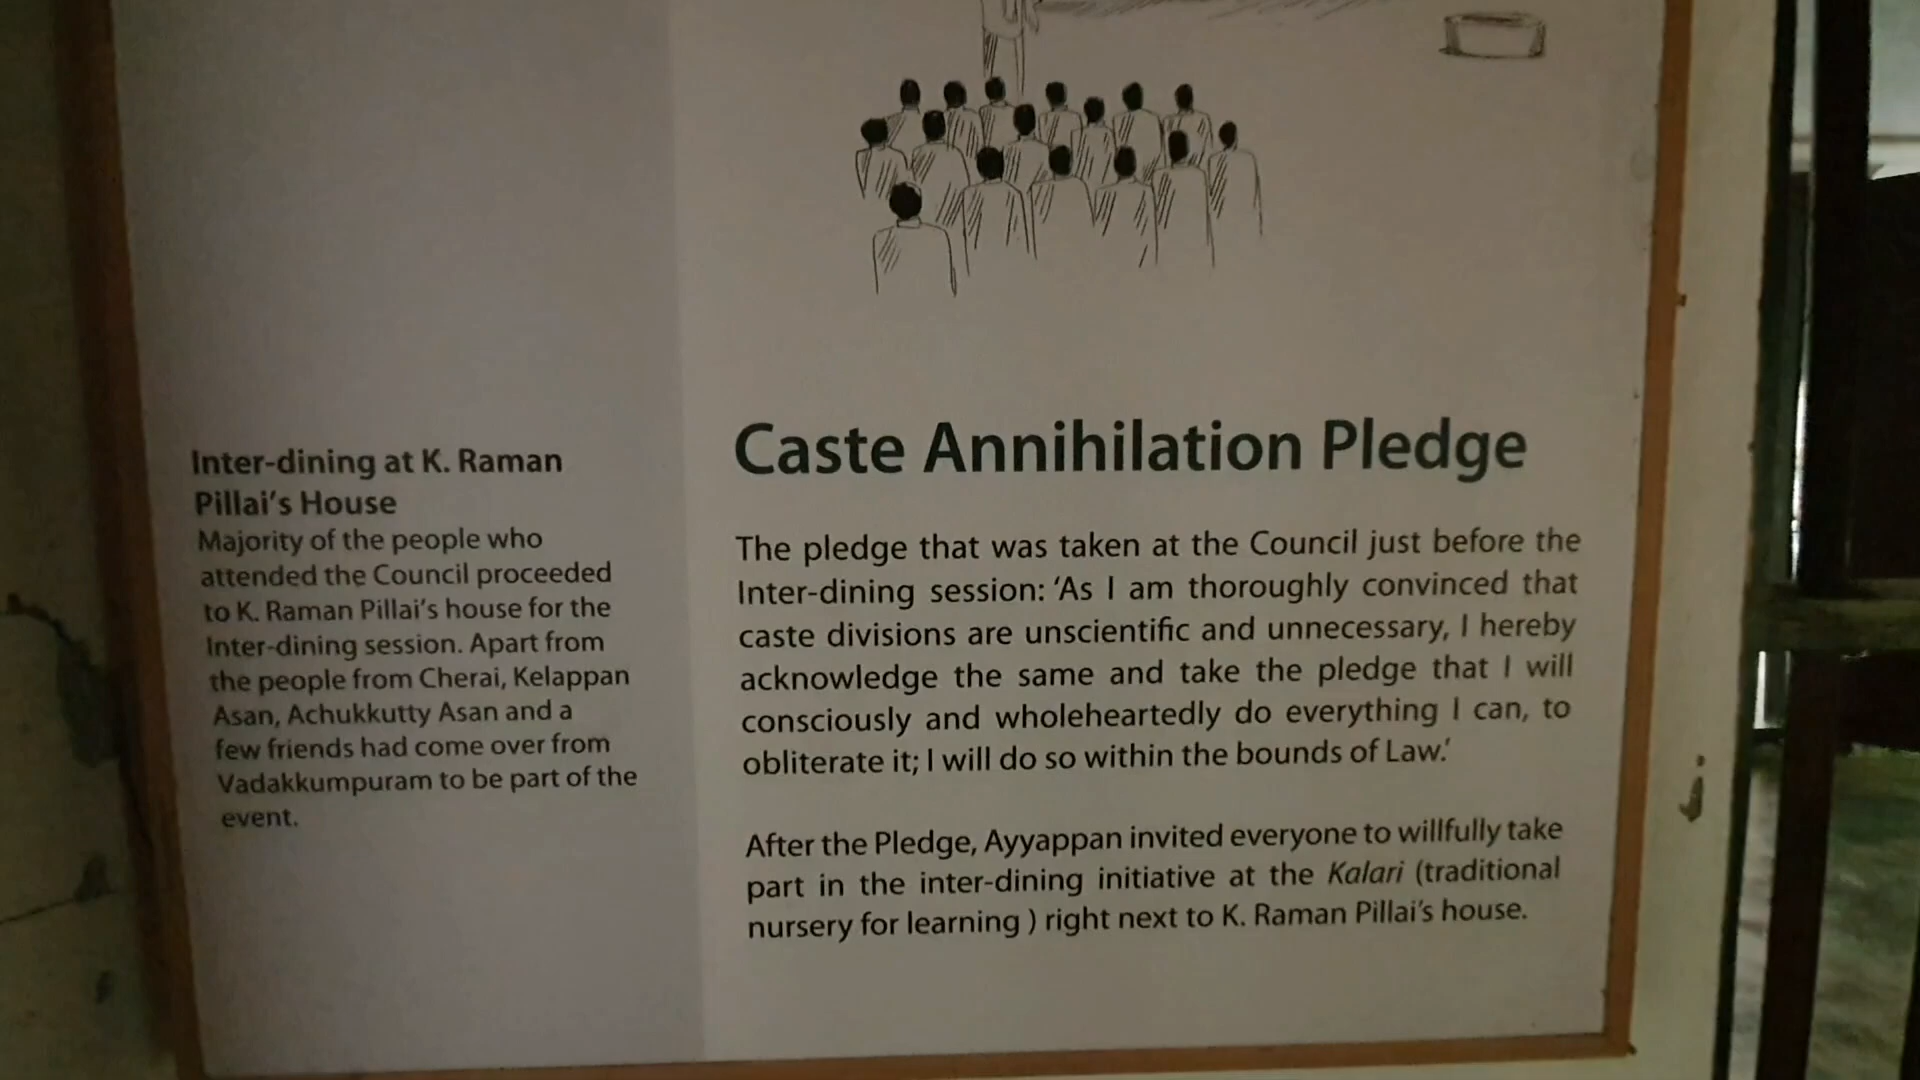 Inter-dining at K. Raman
Pillai's House
Majority of the people who
attended the Council proceeded
to K. Raman Pillai's house for the
Inter-dining session. Apart from
the people from Cherai, Kelappan
Asan, Achukkutty Asan and a
few friends had come over from
Vadakkumpuram to be part of the
event.
Caste Annihilation Pledge
The pledge that was taken at the Council just before the
Inter-dining session: 'As I am thoroughly convinced that
caste divisions are unscientific and unnecessary, I hereby
acknowledge the same and take the pledge that I will
consciously and wholeheartedly do everything I can, to
obliterate it; I will do so within the bounds of Law.'
After the Pledge, Ayyappan invited everyone to willfully take
part in the inter-dining initiative at the Kalari (traditional
nursery for learning ) right next to K. Raman Pillai's house.